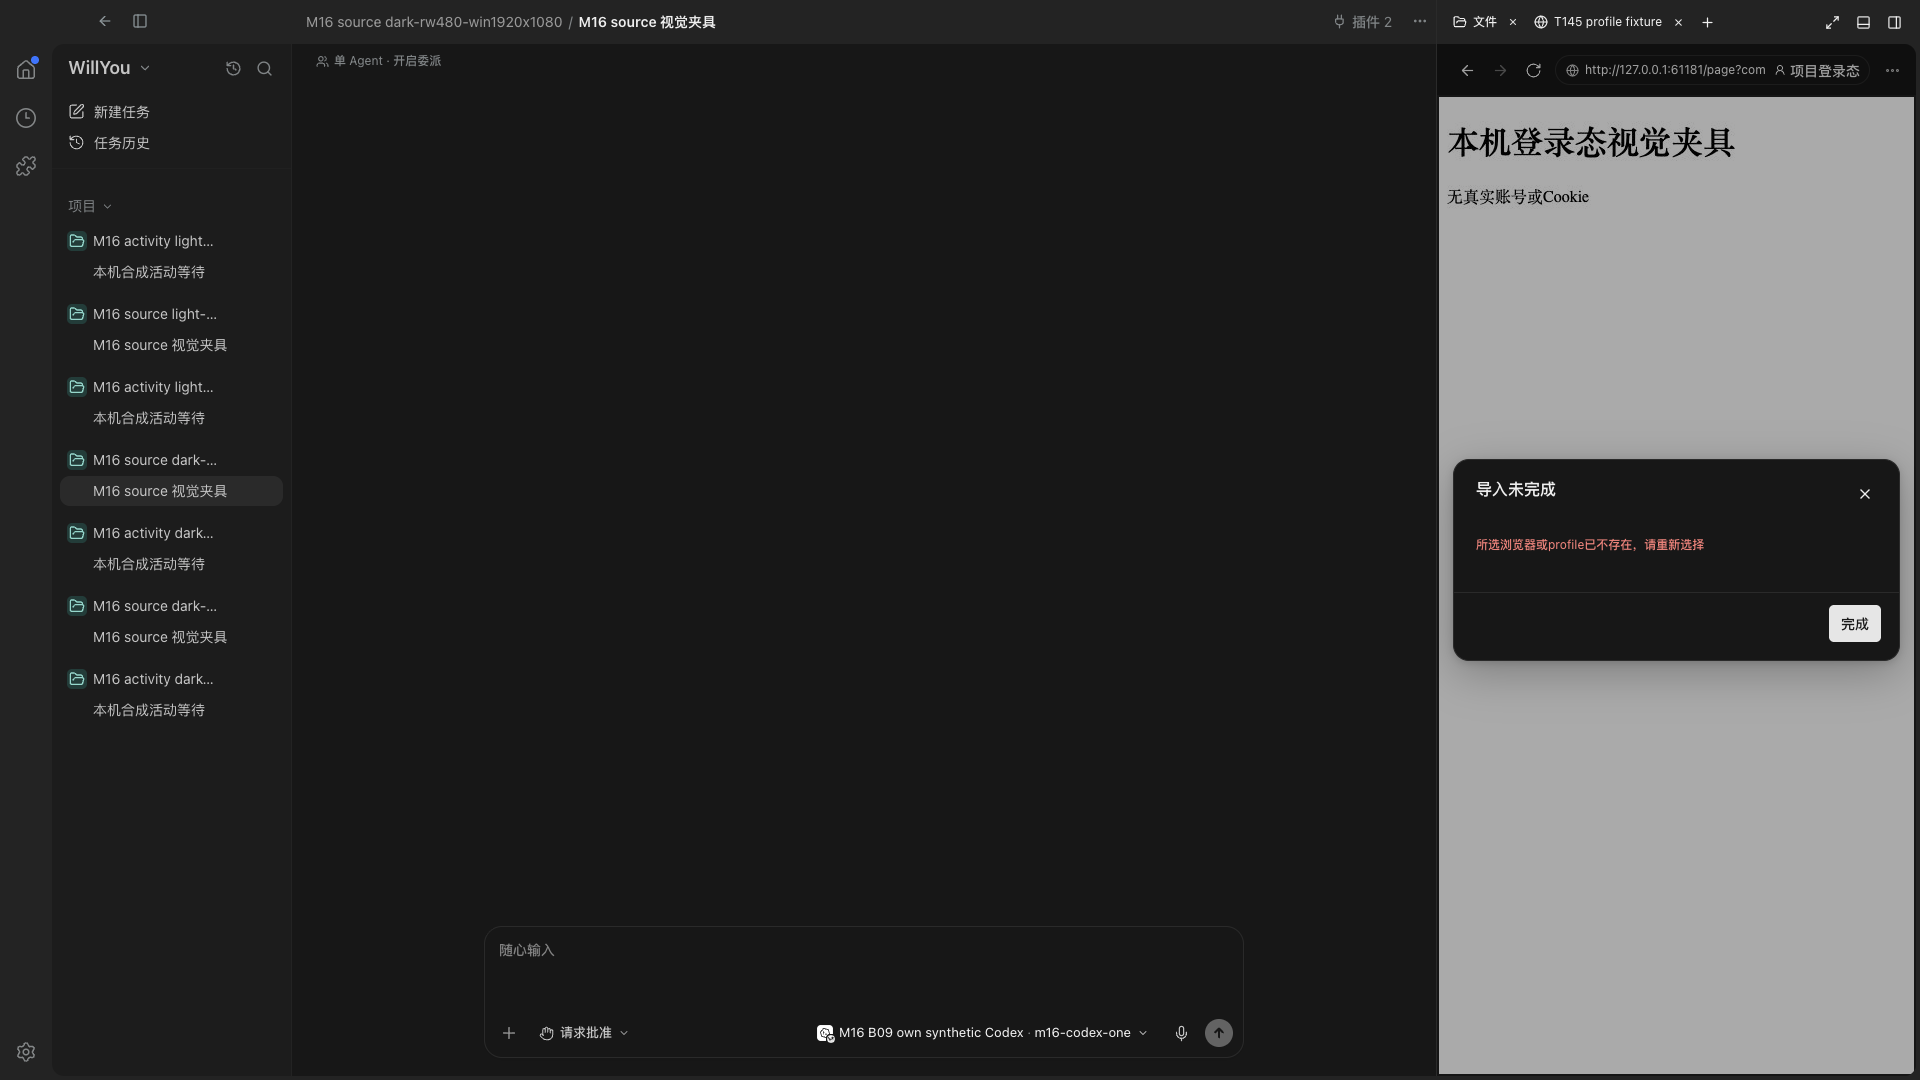 M16 source dark-rw480-win1920x1080 / M16 source 视觉夹具
插件 2
文件
T145 profile fixture
WillYou
新建任务
任务历史
项目
M16 activity light...
本机合成活动等待
M16 source light-...
M16 source 视觉夹具
M16 activity light...
本机合成活动等待
M16 source dark-...
M16 source 视觉夹具
M16 activity dark...
本机合成活动等待
M16 source dark-...
M16 source 视觉夹具
M16 activity dark...
本机合成活动等待
单 Agent · 开启委派
随心输入
请求批准
M16 B09 own synthetic Codex · m16-codex-one
http://127.0.0.1:61181/page?com
项目登录态
本机登录态视觉夹具
无真实账号或Cookie
导入未完成
所选浏览器或profile已不存在，请重新选择
完成